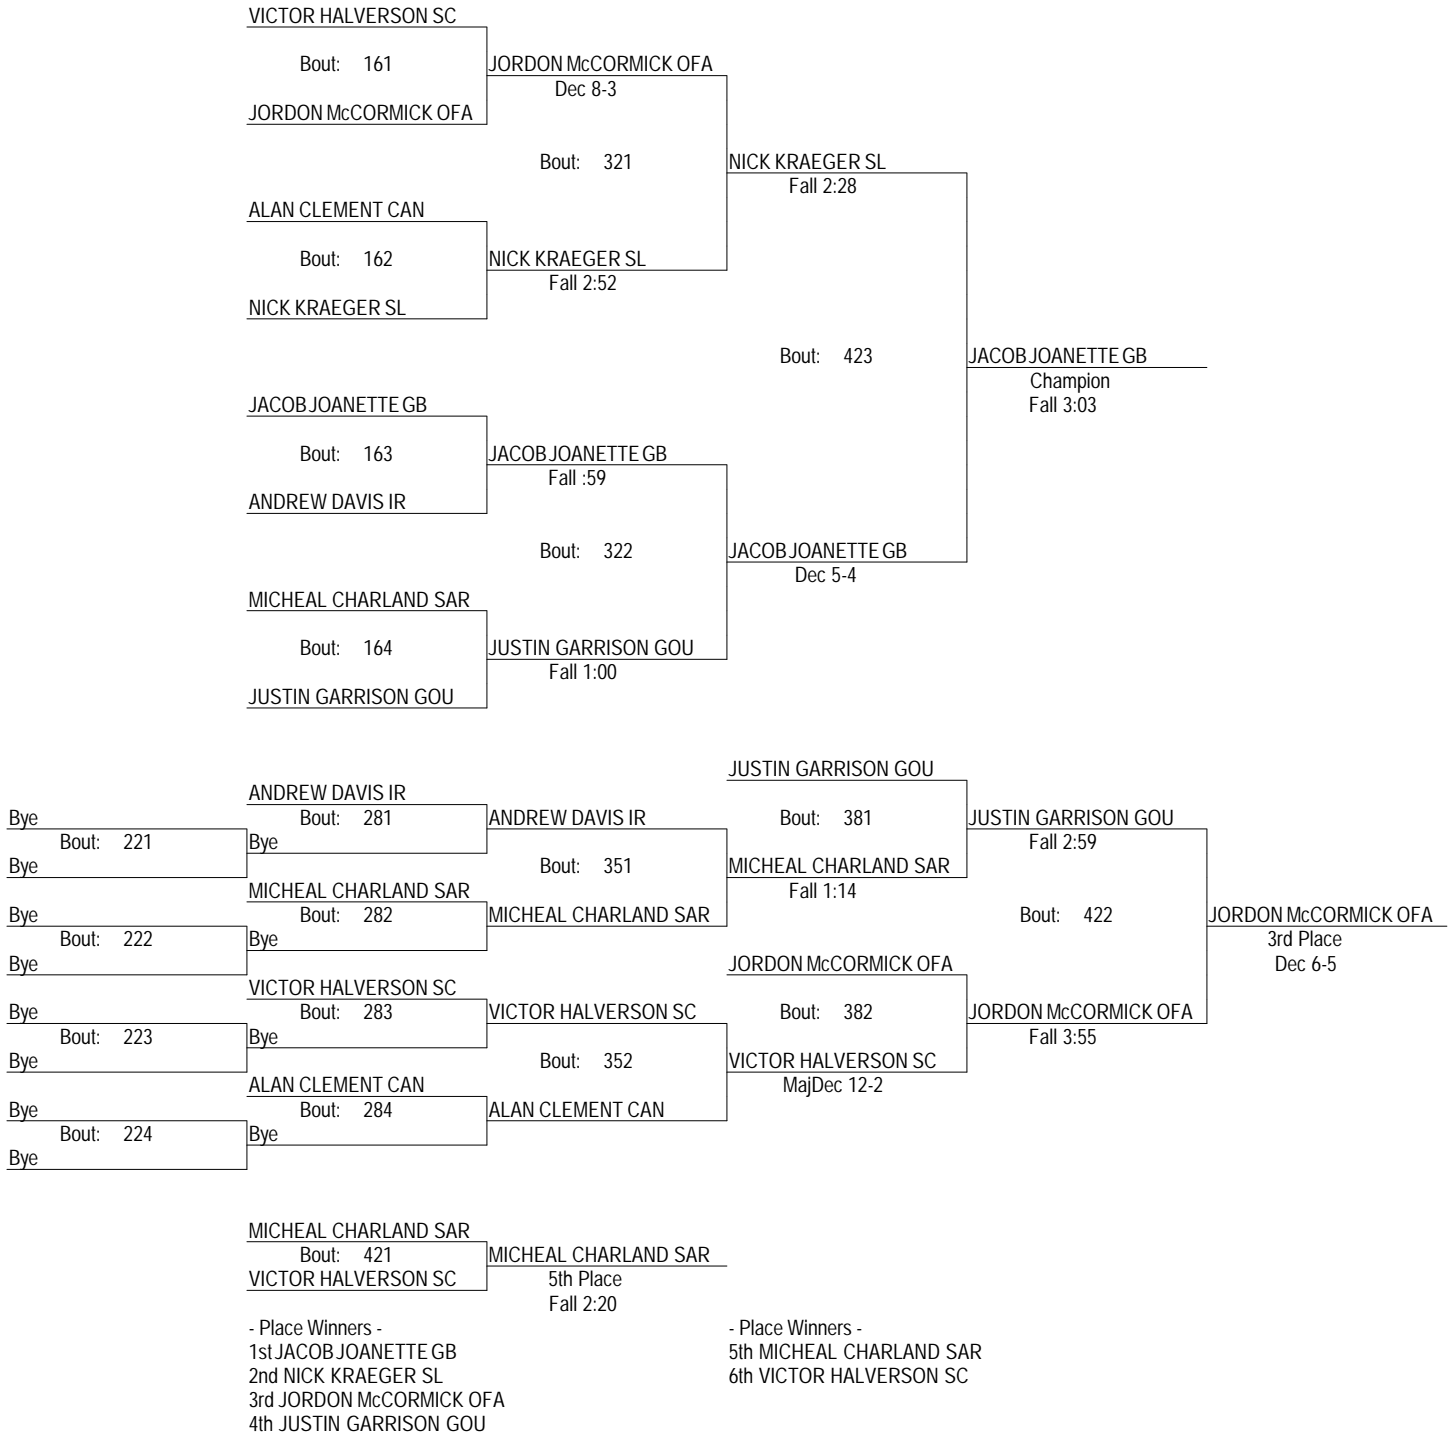 VICTOR HALVERSON SC
Bout: 161
JORDON McCORMICK OFA
JORDON McCORMICK OFA
Dec 8-3
Bout: 321
NICK KRAEGER SL
Fall 2:28
ALAN CLEMENT CAN
Bout: 162
NICK KRAEGER SL
Fall 2:52
NICK KRAEGER SL
Bout: 423
JACOB JOANETTE GB
Champion
Fall 3:03
JACOB JOANETTE GB
Bout: 163
JACOB JOANETTE GB
Fall :59
ANDREW DAVIS IR
Bout: 322
JACOB JOANETTE GB
Dec 5-4
MICHEAL CHARLAND SAR
Bout: 164
JUSTIN GARRISON GOU
Fall 1:00
JUSTIN GARRISON GOU
JUSTIN GARRISON GOU
ANDREW DAVIS IR
Bye
Bout: 281
ANDREW DAVIS IR
Bout: 381
JUSTIN GARRISON GOU
Bout: 221
Bye
Fall 2:59
Bye
Bout: 351
MICHEAL CHARLAND SAR
MICHEAL CHARLAND SAR
Fall 1:14
Bye
Bout: 282
MICHEAL CHARLAND SAR
Bout: 422
JORDON McCORMICK OFA
Bout: 222
Bye
3rd Place
Bye
JORDON McCORMICK OFA
Dec 6-5
VICTOR HALVERSON SC
Bye
Bout: 283
VICTOR HALVERSON SC
Bout: 382
JORDON McCORMICK OFA
Bout: 223
Bye
Fall 3:55
Bye
Bout: 352
VICTOR HALVERSON SC
ALAN CLEMENT CAN
MajDec 12-2
Bye
Bout: 284
ALAN CLEMENT CAN
Bout: 224
Bye
Bye
MICHEAL CHARLAND SAR
Bout: 421
MICHEAL CHARLAND SAR
VICTOR HALVERSON SC
5th Place
Fall 2:20
- Place Winners -
1st JACOB JOANETTE GB
2nd NICK KRAEGER SL
3rd JORDON McCORMICK OFA
4th JUSTIN GARRISON GOU
- Place Winners -
5th MICHEAL CHARLAND SAR
6th VICTOR HALVERSON SC